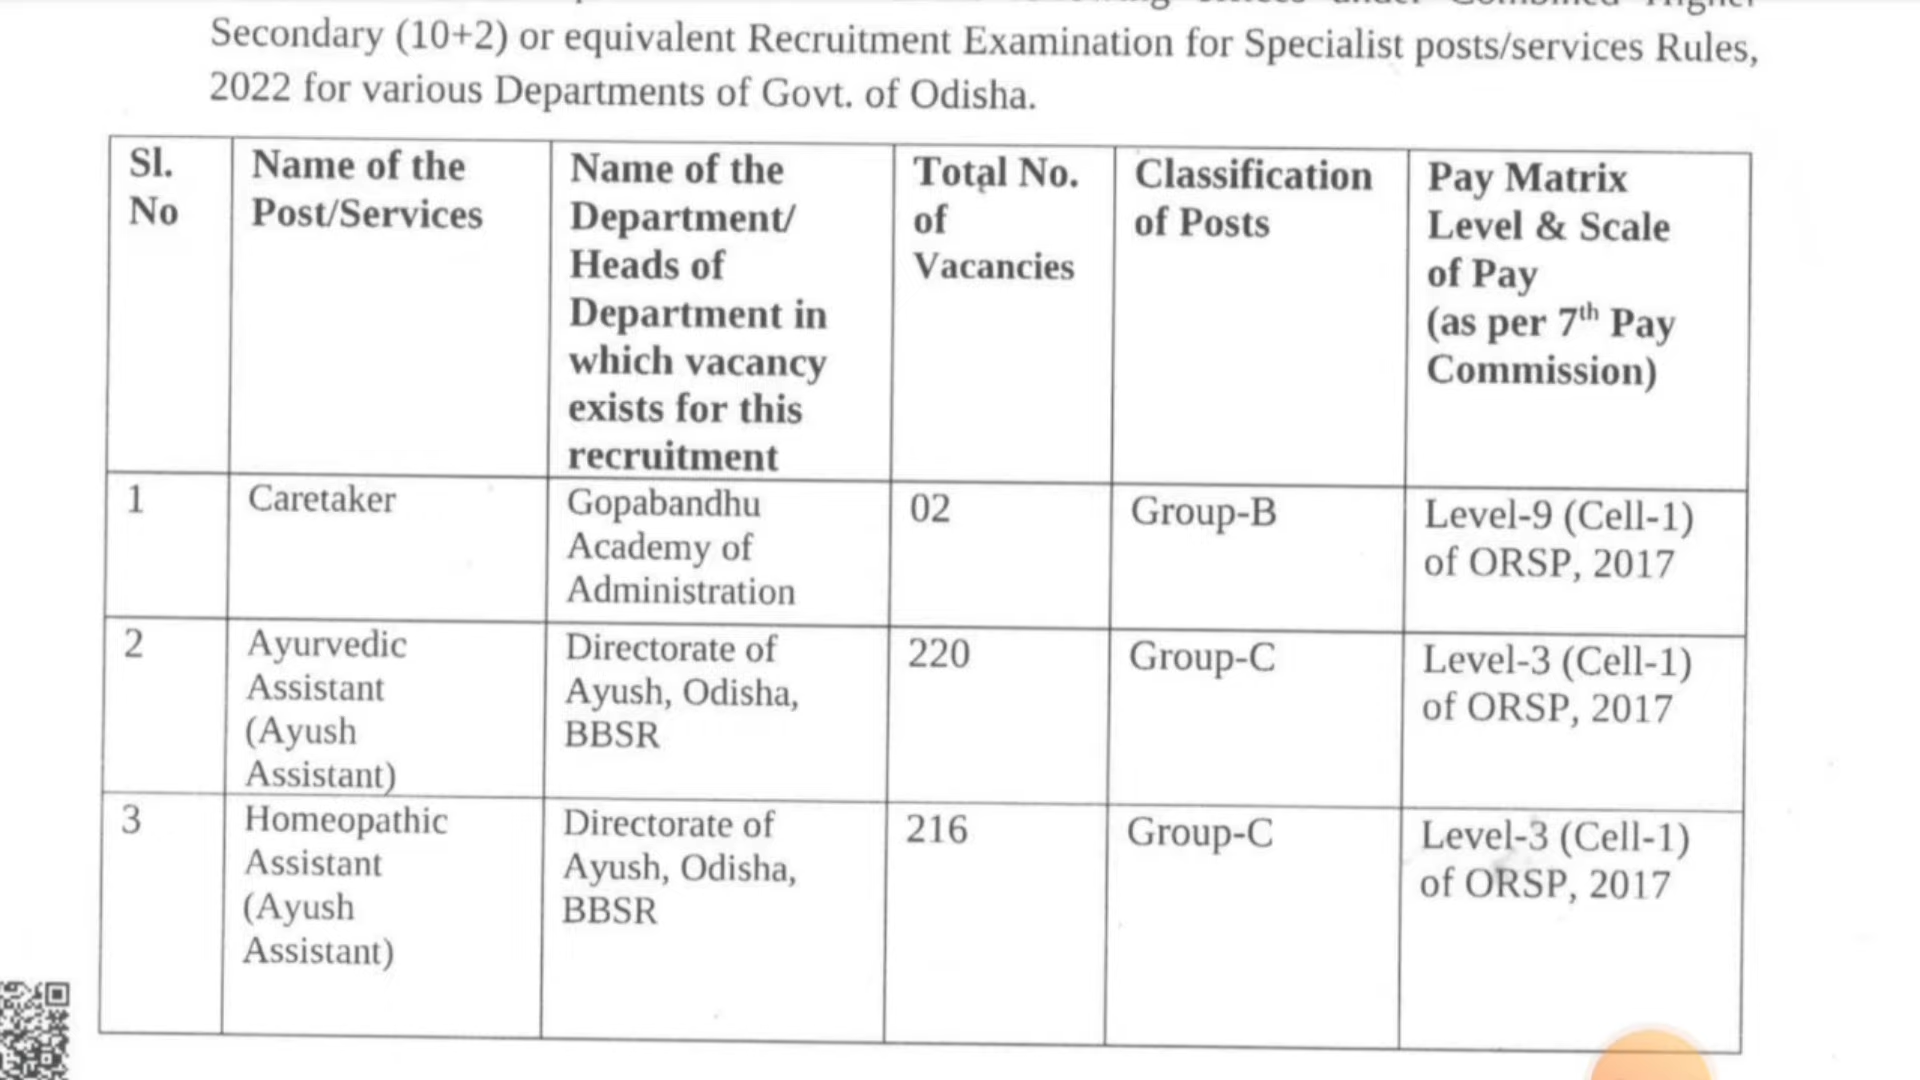 Secondary (10+2) or equivalent Recruitment Examination for Specialist posts/services Rules,
2022 for various Departments of Govt. of Odisha.
Sl.
No
Name of the
Post/Services
Name of the
Department/
Heads of
Department in
which vacancy
exists for this
recruitment
Total No.
of
Vacancies
Classification
of Posts
Pay Matrix
Level & Scale
of Pay
(as per 7th Pay
Commission)
1
Caretaker
Gopabandhu
Academy of
Administration
02
Group-B
Level-9 (Cell-1)
of ORSP, 2017
2
Ayurvedic
Assistant
(Ayush
Assistant)
Directorate of
Ayush, Odisha,
BBSR
220
Group-C
Level-3 (Cell-1)
of ORSP, 2017
3
Homeopathic
Assistant
(Ayush
Assistant)
Directorate of
Ayush, Odisha,
BBSR
216
Group-C
Level-3 (Cell-1)
of ORSP, 2017